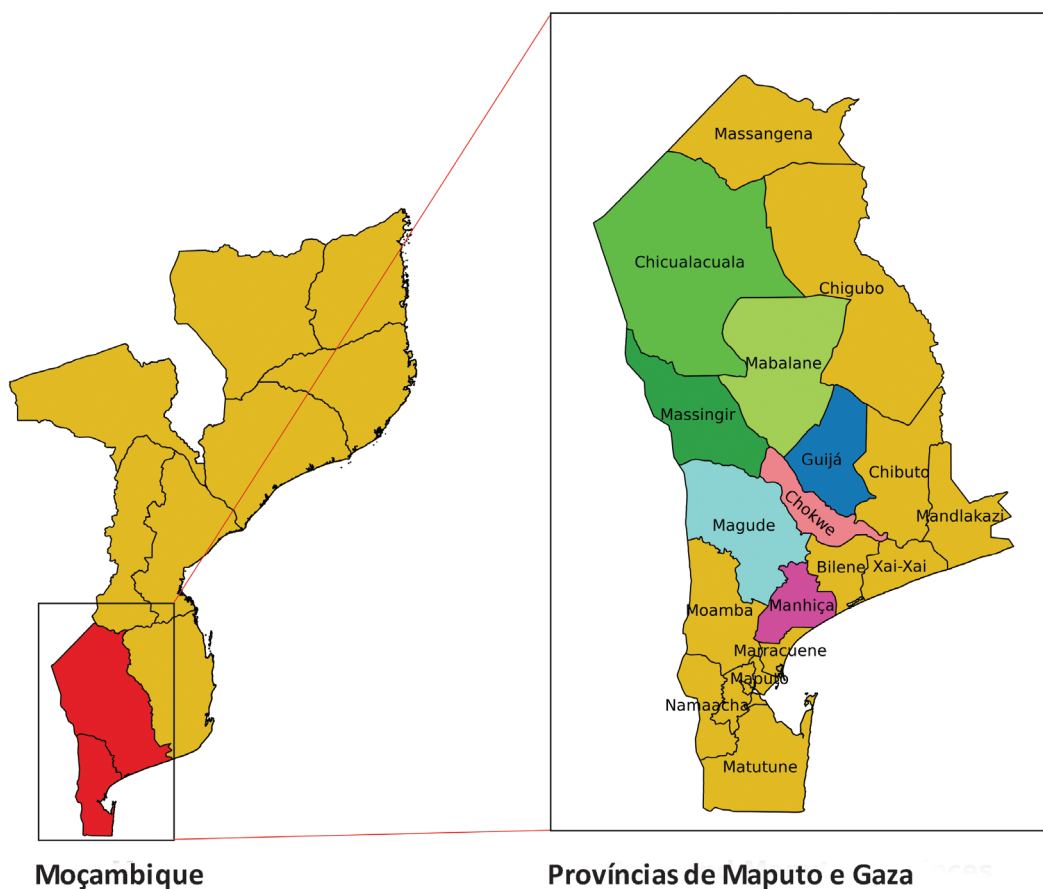 Massangena
Chicualacuala
Chigubo
Mabalane
Massingir
Guijá
Chibuto
Chokwe
Mandlakazi
Magude
Bilene
Xai-Xai
Manhiça
Moamba
Marracuene
Maputo
Namaacha
Matutune
Moçambique
Províncias de Maputo e Gaza